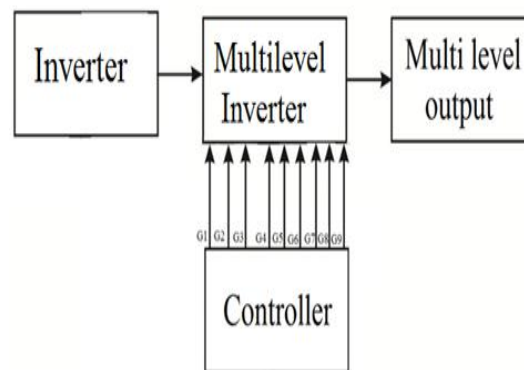 Inverter
Multilevel
Inverter
Multi level
output
G1 G2 G3 G4 G5 G6 G7 G8 G9
Controller